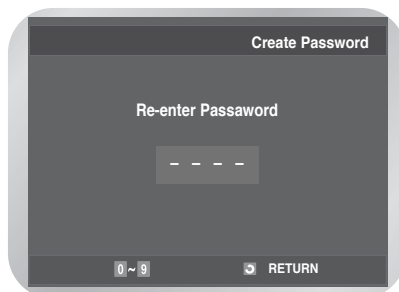 Create Password
Re-enter Passaword
– – – –
0 ~ 9 RETURN